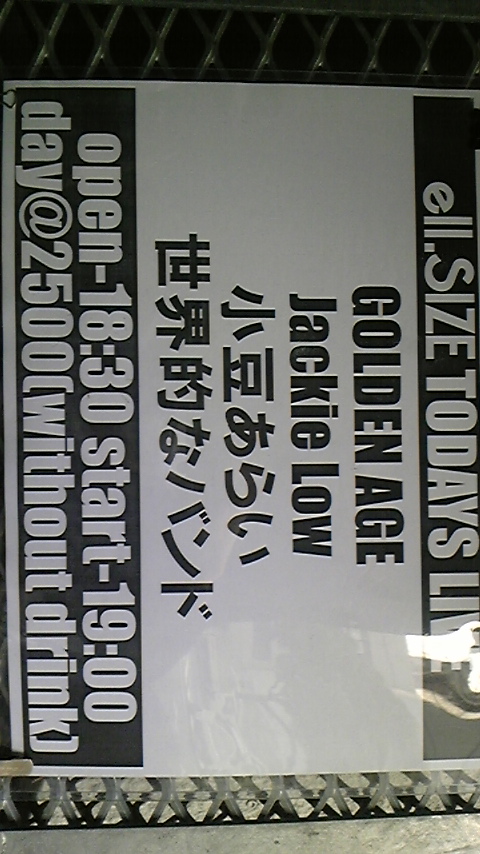 ell.SIZE TODAYS LIVE
GOLDEN AGE
Jackie Low
小豆あらい
世界的なバンド
open-18:30 start-19:00
day@2500(without drink)